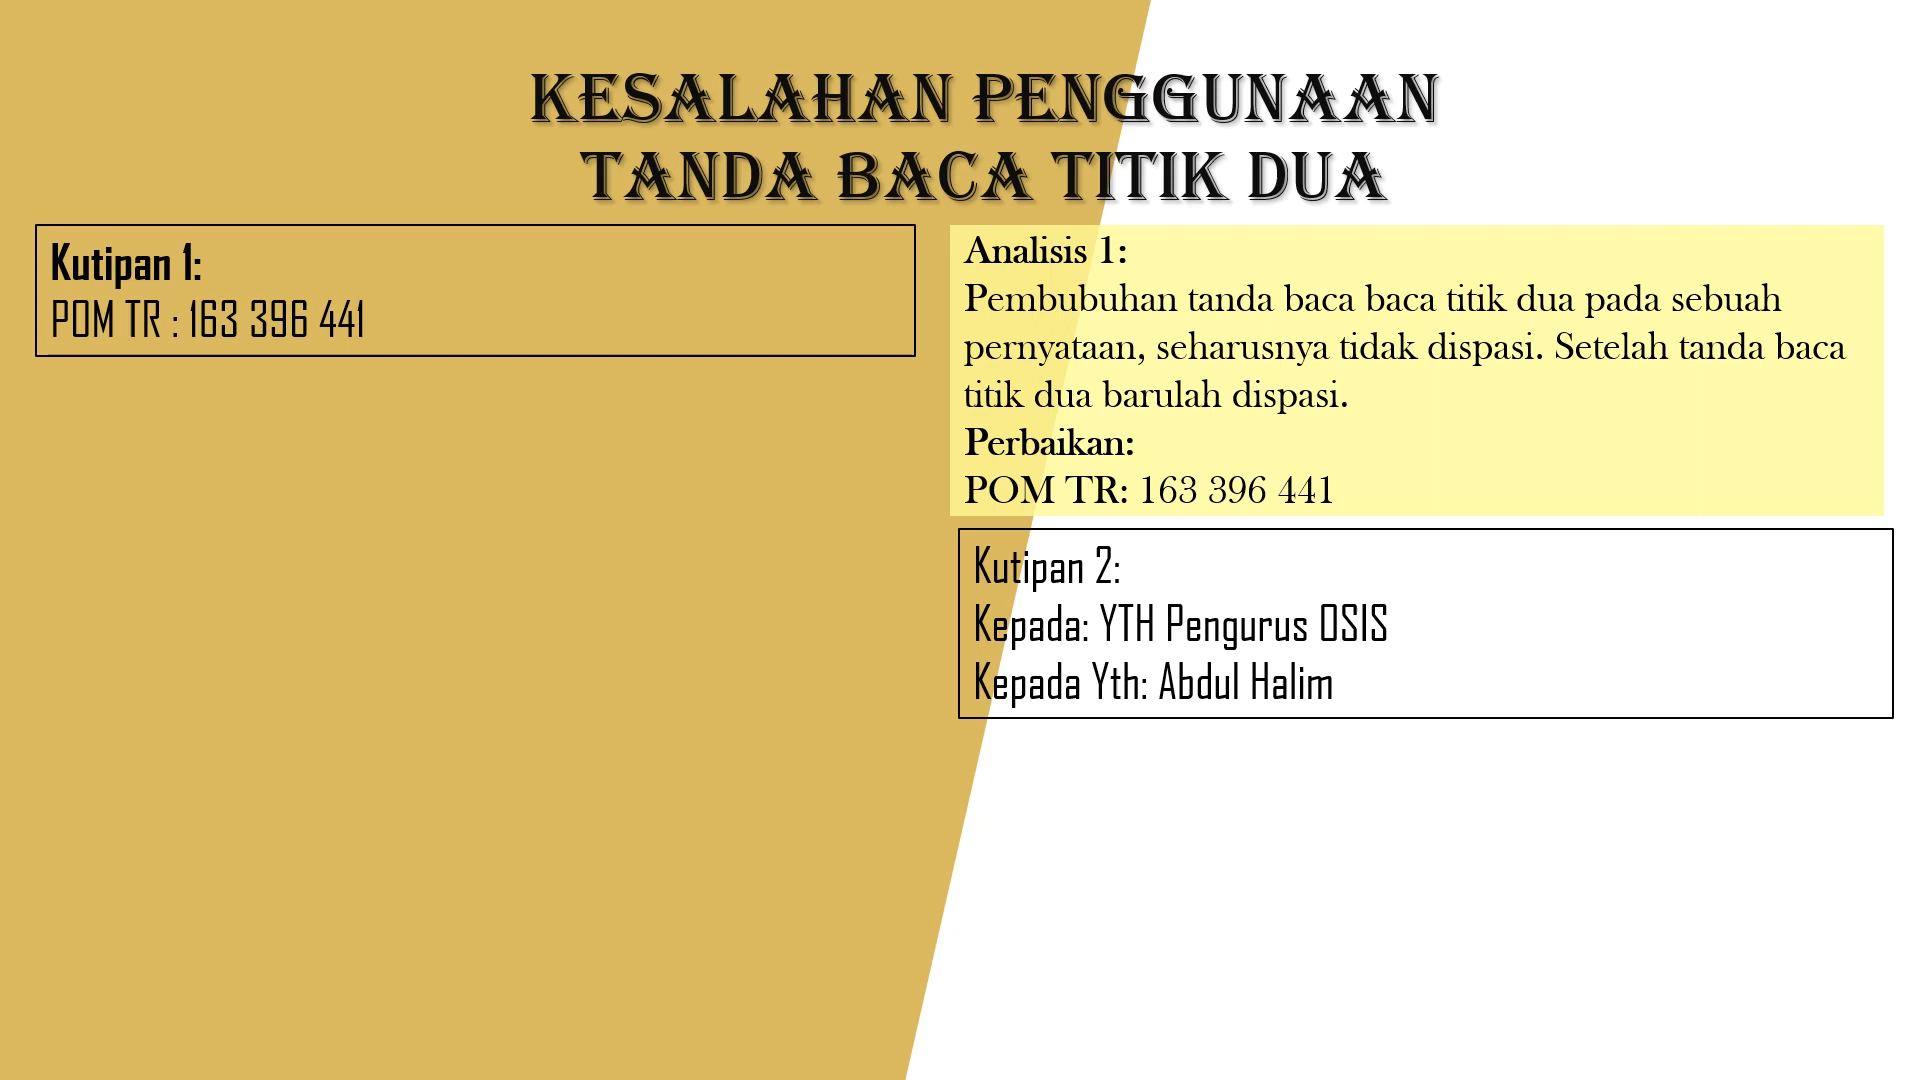 KESALAHAN PENGGUNAAN
TANDA BACA TITIK DUA
Kutipan 1:
POM TR : 163 396 441
Analisis 1:
Pembubuhan tanda baca baca titik dua pada sebuah
pernyataan, seharusnya tidak dispasi. Setelah tanda baca
titik dua barulah dispasi.
Perbaikan:
POM TR: 163 396 441
Kutipan 2:
Kepada: YTH Pengurus OSIS
Kepada Yth: Abdul Halim